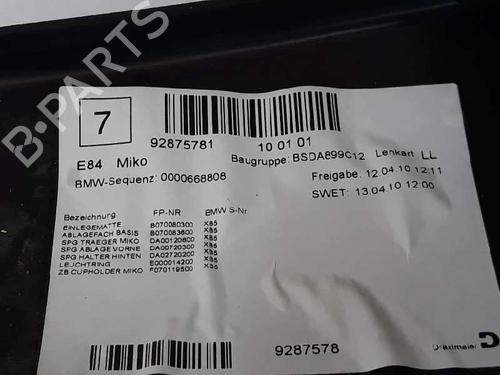 B-PARTS
7
92875781 10 01 01
E84 Miko Baugruppe: BSDA899C12 Lenkart LL
BMW-Sequenz: 0000668808 Freigabe: 12.04.10 12:11
SWET: 13.04.10 12:00
Bezeichnung FP-NR: BMW S-Nr
EINLEGEMATTE B070080300 X85
ABLAGEFACH BASIS B070083600 X85
SPG TRAEGER MIKO DA00120600 X85
SPG ABLAGE VORNE DA00720300 X85
SPG HALTER HINTEN DA02720200 X85
LEUCHTRING E000014200 X85
ZB CUPHOLDER MIKO F070119500 X85
9287578
Dräxlmaier